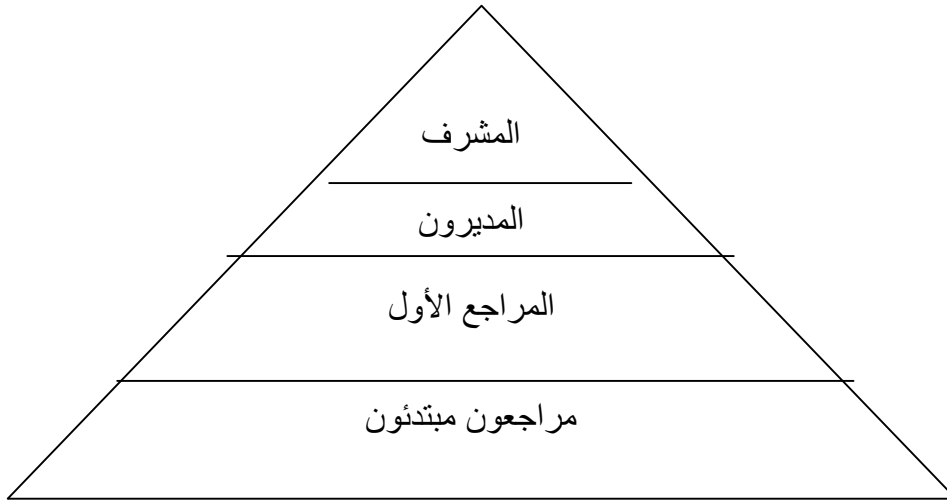 المشرف
المديرون
المراجع الأول
مراجعون مبتدئون